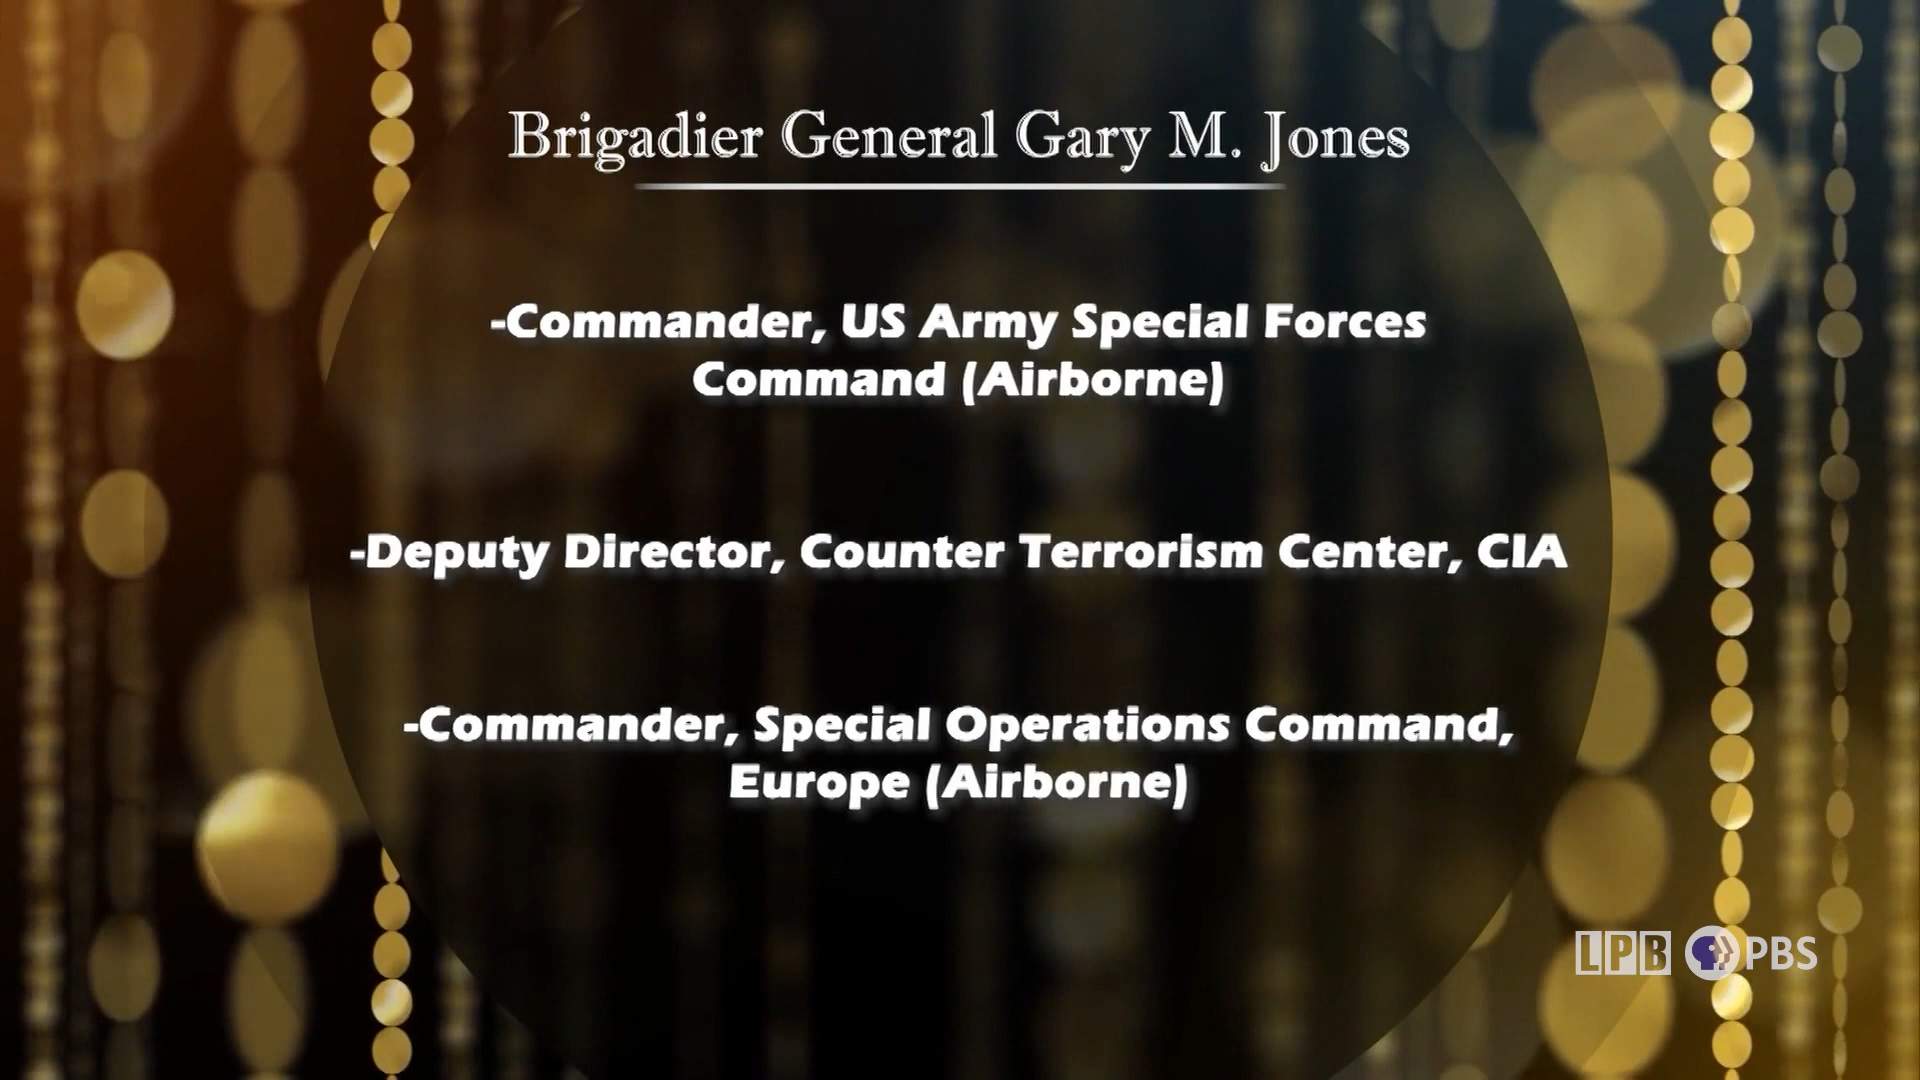 Brigadier General Gary M. Jones
-Commander, US Army Special Forces
Command (Airborne)
-Deputy Director, Counter Terrorism Center, CIA
-Commander, Special Operations Command,
Europe (Airborne)
LPB PBS